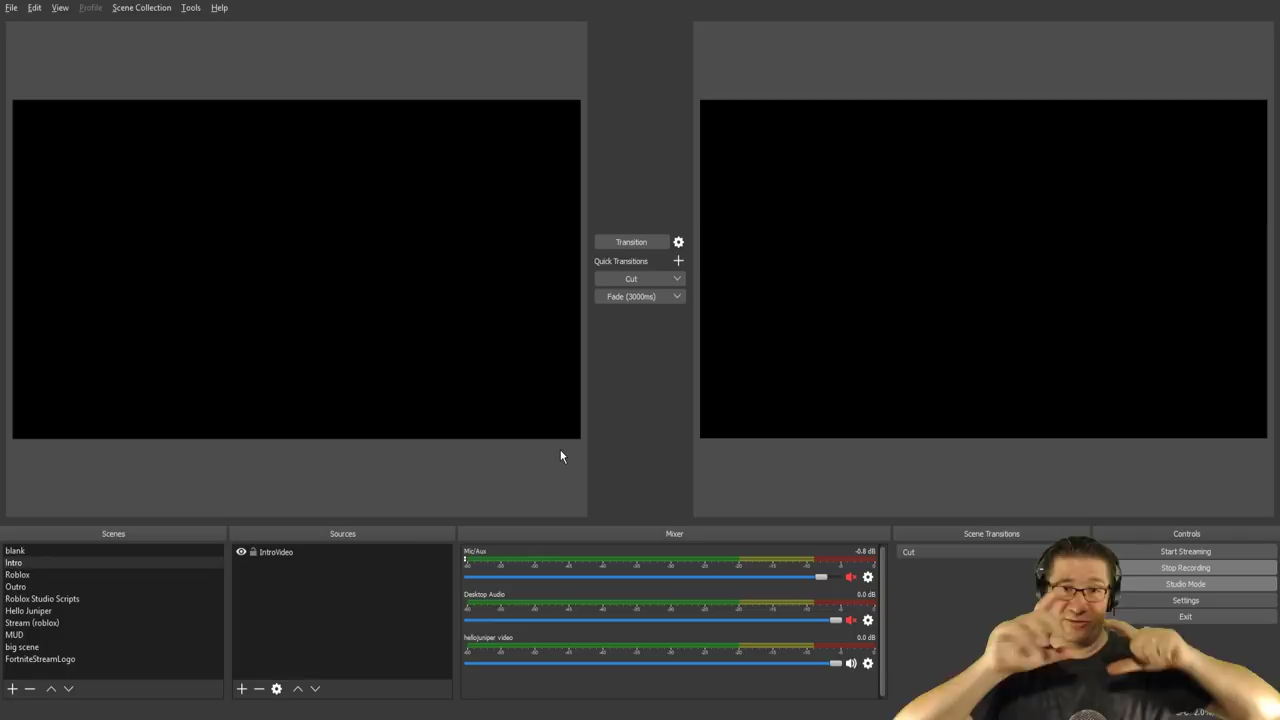 File Edit View Profile Scene Collection Tools Help
Transition
Quick Transitions
Cut
Fade (3000ms)
Scenes
Sources
Mixer
Scene Transitions
Controls
blank
Intro
Roblox
Outro
Roblox Studio Scripts
Hello Juniper
Stream (roblox)
MUD
big scene
FortniteStreamLogo
IntroVideo
Mic/Aux -0.8 dB
Desktop Audio 0.0 dB
hellojuniper video 0.0 dB
Cut
Start Streaming
Stop Recording
Studio Mode
Settings
Exit